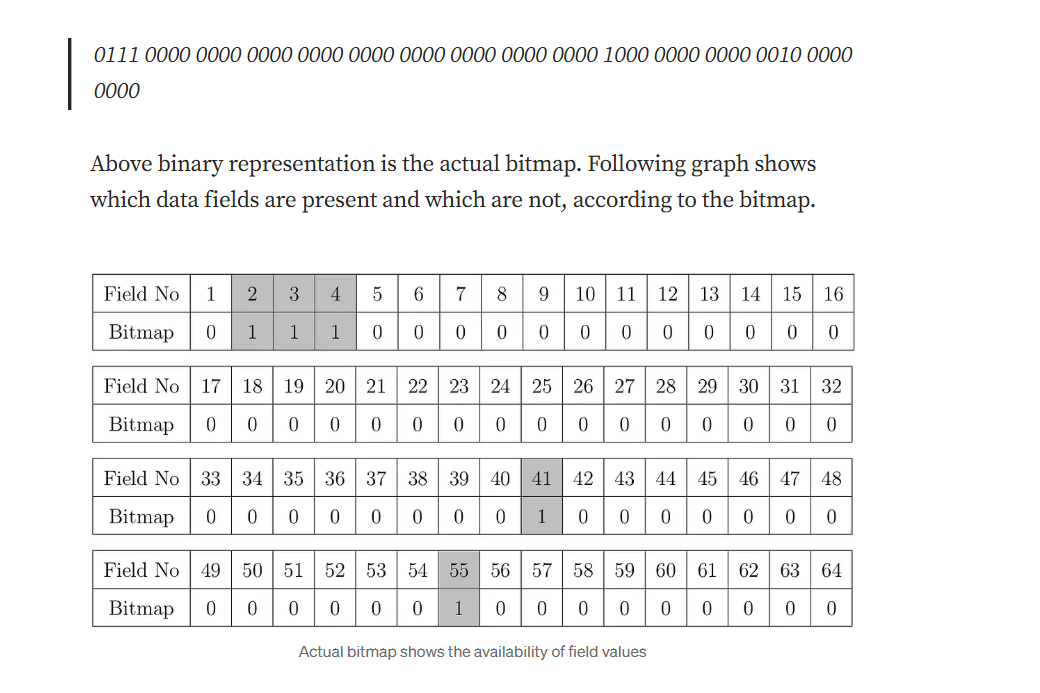 0111 0000 0000 0000 0000 0000 0000 0000 0000 0000 1000 0000 0000 0010 0000
0000
Above binary representation is the actual bitmap. Following graph shows
which data fields are present and which are not, according to the bitmap.
Field No 1 2 3 4 5 6 7 8 9 10 11 12 13 14 15 16
Bitmap 0 1 1 1 0 0 0 0 0 0 0 0 0 0 0 0
Field No 17 18 19 20 21 22 23 24 25 26 27 28 29 30 31 32
Bitmap 0 0 0 0 0 0 0 0 0 0 0 0 0 0 0 0
Field No 33 34 35 36 37 38 39 40 41 42 43 44 45 46 47 48
Bitmap 0 0 0 0 0 0 0 0 1 0 0 0 0 0 0 0
Field No 49 50 51 52 53 54 55 56 57 58 59 60 61 62 63 64
Bitmap 0 0 0 0 0 0 1 0 0 0 0 0 0 0 0 0
Actual bitmap shows the availability of field values